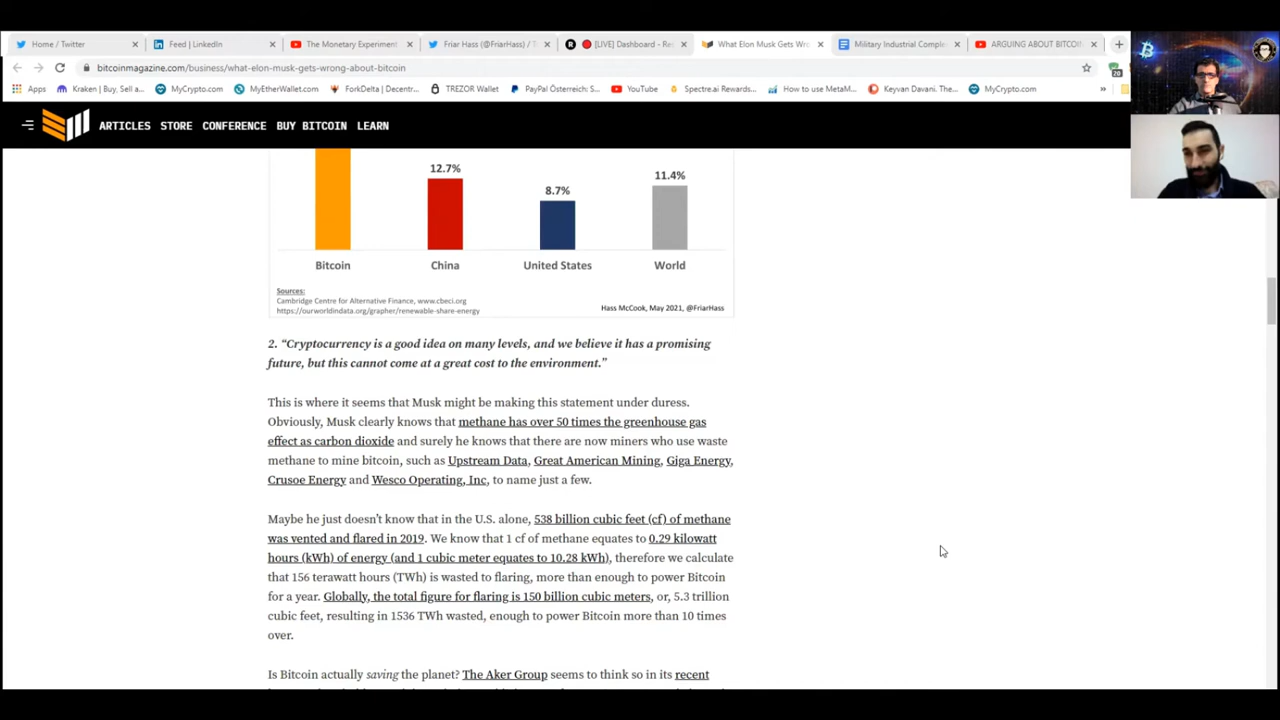 Home / Twitter
Feed | LinkedIn
The Monetary Experiment
Friar Hass (@FriarHass) / T
[LIVE] Dashboard - Re
What Elon Musk Gets Wro
Military Industrial Comple
ARGUING ABOUT BITCOIN
bitcoinmagazine.com/business/what-elon-musk-gets-wrong-about-bitcoin
20
Apps
Kraken | Buy, Sell a...
MyCrypto.com
MyEtherWallet.com
ForkDelta | Decentr...
TREZOR Wallet
PayPal Österreich: S...
YouTube
Spectre.ai Rewards...
How to use MetaM...
Keyvan Davani. The...
MyCrypto.com
»
ARTICLES STORE CONFERENCE BUY BITCOIN LEARN
12.7%
8.7%
11.4%
Bitcoin China United States World
Sources:
Cambridge Centre for Alternative Finance, www.cbeci.org
https://ourworldindata.org/grapher/renewable-share-energy
Hass McCook, May 2021, @FriarHass
2. “Cryptocurrency is a good idea on many levels, and we believe it has a promising
future, but this cannot come at a great cost to the environment.”
This is where it seems that Musk might be making this statement under duress.
Obviously, Musk clearly knows that methane has over 50 times the greenhouse gas
effect as carbon dioxide and surely he knows that there are now miners who use waste
methane to mine bitcoin, such as Upstream Data, Great American Mining, Giga Energy,
Crusoe Energy and Wesco Operating, Inc, to name just a few.
Maybe he just doesn’t know that in the U.S. alone, 538 billion cubic feet (cf) of methane
was vented and flared in 2019. We know that 1 cf of methane equates to 0.29 kilowatt
hours (kWh) of energy (and 1 cubic meter equates to 10.28 kWh), therefore we calculate
that 156 terawatt hours (TWh) is wasted to flaring, more than enough to power Bitcoin
for a year. Globally, the total figure for flaring is 150 billion cubic meters, or, 5.3 trillion
cubic feet, resulting in 1536 TWh wasted, enough to power Bitcoin more than 10 times
over.
Is Bitcoin actually saving the planet? The Aker Group seems to think so in its recent